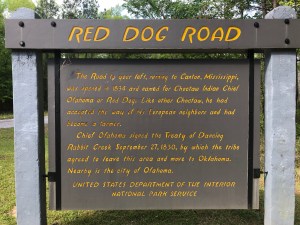 RED DOG ROAD
The Road to your left, running to Canton, Mississippi,
was opened in 1834 and named for Choctaw Indian Chief
Ofahoma or Red Dog. Like other Choctaw, he had
accepted the way of his European neighbors and had
become a farmer.
Chief Ofahoma signed the Treaty of Dancing
Rabbit Creek September 27, 1830, by which the tribe
agreed to leave this area and move to Oklahoma.
Nearby is the city of Ofahoma.
UNITED STATES DEPARTMENT OF THE INTERIOR
NATIONAL PARK SERVICE